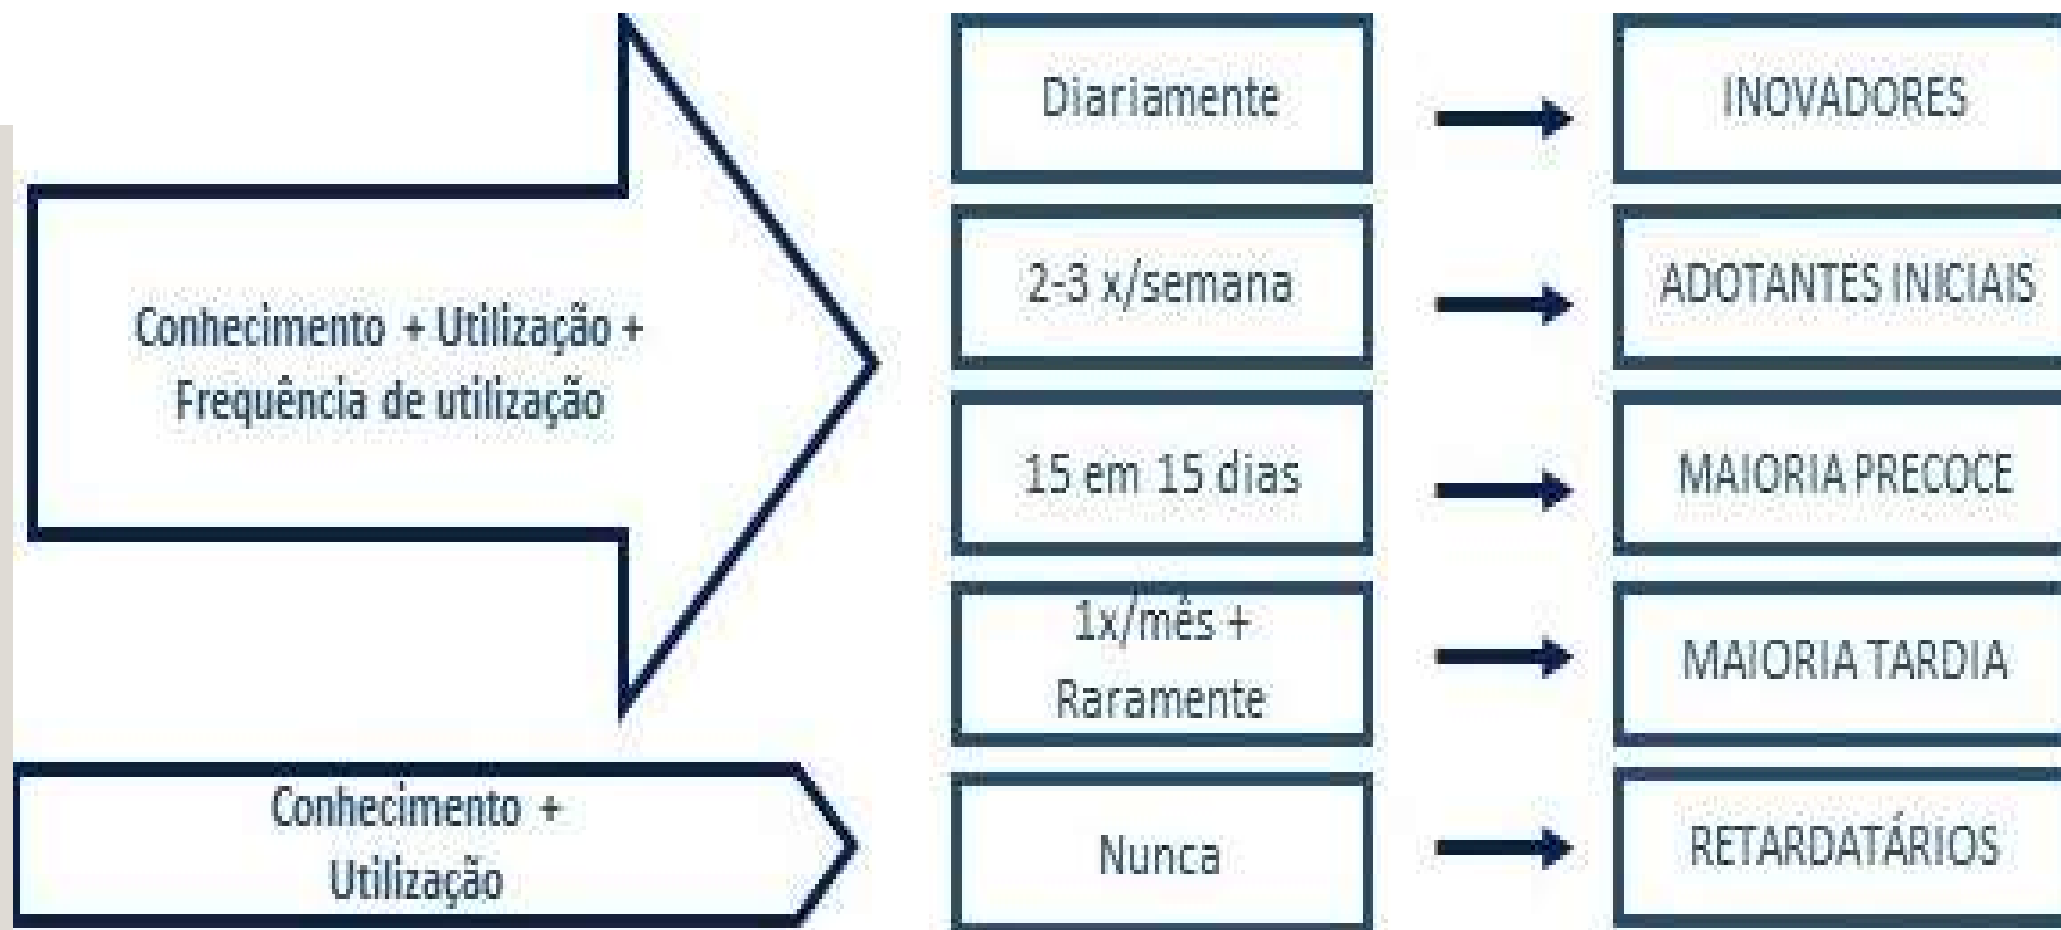 Conhecimento + Utilização +
Frequência de utilização
Diariamente
INOVADORES
2-3 x/semana
ADOTANTES INICIAIS
15 em 15 dias
MAIORIA PRECOCE
1x/mês +
Raramente
MAIORIA TARDIA
Conhecimento +
Utilização
Nunca
RETARDATÁRIOS